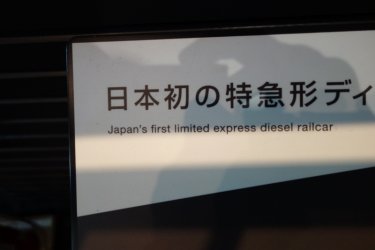 日本初の特急形ディ
Japan's first limited express diesel railcar